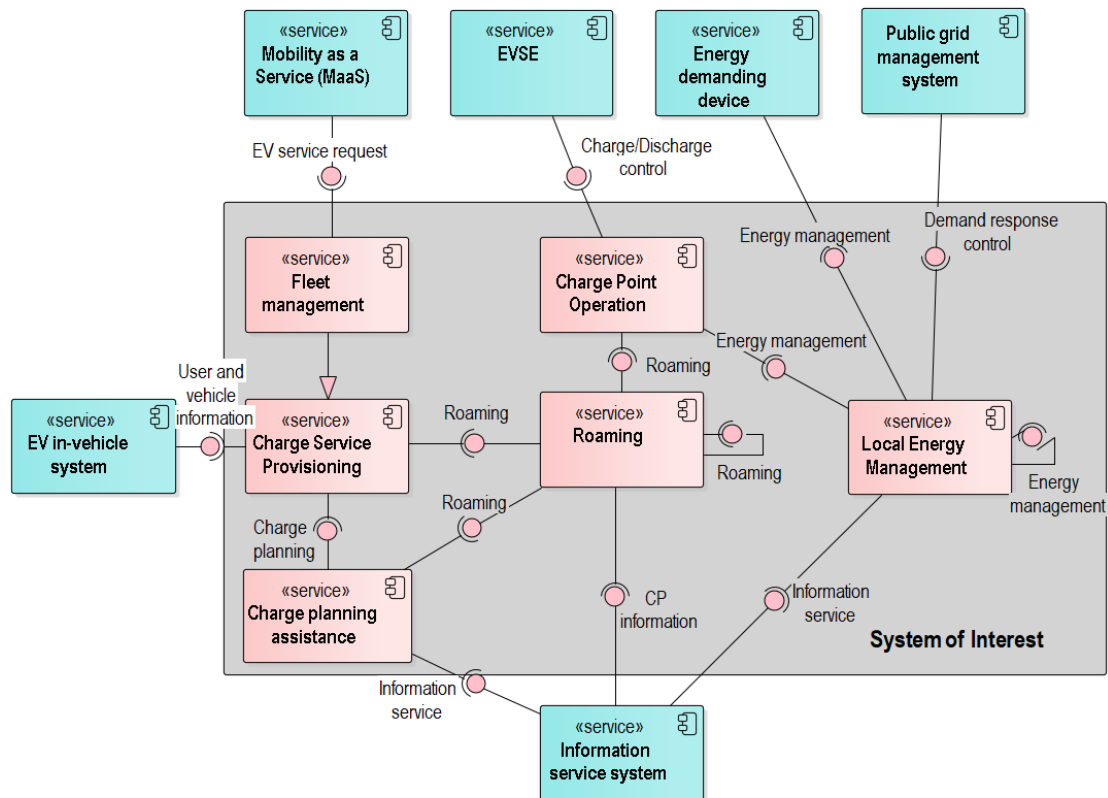 «service»
Mobility as a
Service (MaaS)
«service»
EVSE
«service»
Energy
demanding
device
Public grid
management
system
EV service request
Charge/Discharge
control
Energy management
Demand response
control
«service»
Fleet
management
«service»
Charge Point
Operation
Energy management
Roaming
User and
vehicle
information
«service»
EV in-vehicle
system
«service»
Charge Service
Provisioning
Roaming
«service»
Roaming
Roaming
«service»
Local Energy
Management
Energy
management
Roaming
Charge
planning
«service»
Charge planning
assistance
CP
information
Information
service
System of Interest
Information
service
«service»
Information
service system